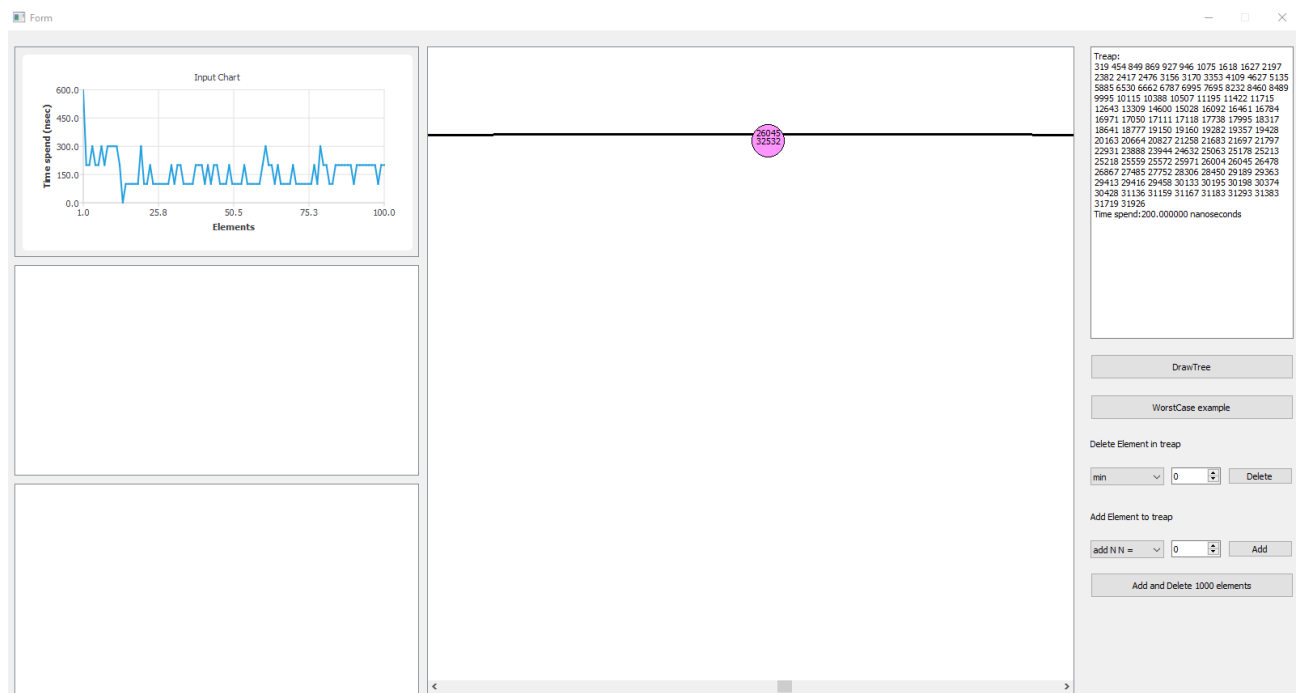 Form
Input Chart
Time spend (nsec)
600.0
450.0
300.0
150.0
0.0
1.0 25.8 50.5 75.3 100.0
Elements
26045
32532
Treap:
319 454 849 869 927 946 1075 1618 1627 2197
2382 2417 2476 3156 3170 3353 4109 4627 5135
5885 6530 6662 6787 6995 7695 8232 8460 8489
9995 10115 10388 10507 11195 11422 11715
12643 13309 14600 15028 16092 16461 16784
16971 17050 17111 17118 17738 17995 18317
18641 18777 19150 19160 19282 19357 19428
20163 20664 20827 21258 21683 21697 21797
22931 23888 23944 24632 25063 25178 25213
25218 25559 25572 25971 26004 26045 26478
26867 27485 27752 28306 28450 29189 29363
29413 29416 29458 30133 30195 30198 30374
30428 31136 31159 31167 31183 31293 31383
31719 31926
Time spend:200.000000 nanoseconds
DrawTree
WorstCase example
Delete Element in treap
min 0 Delete
Add Element to treap
add N N = 0 Add
Add and Delete 1000 elements